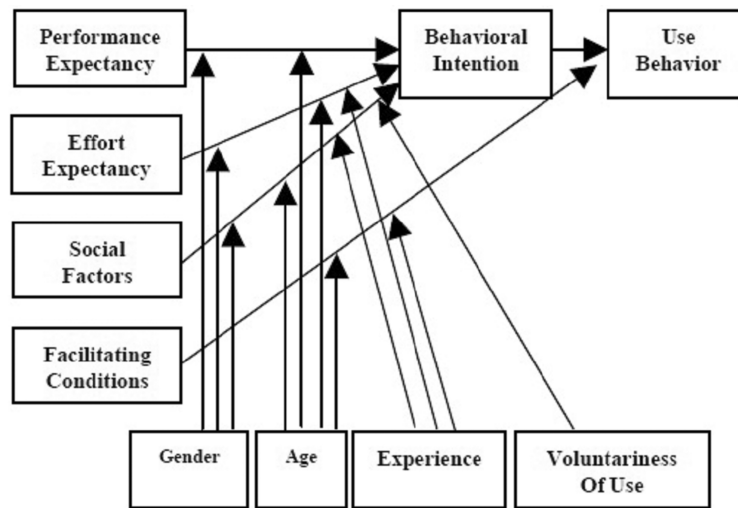 Performance
Expectancy
Behavioral
Intention
Use
Behavior
Effort
Expectancy
Social
Factors
Facilitating
Conditions
Gender
Age
Experience
Voluntariness
Of Use